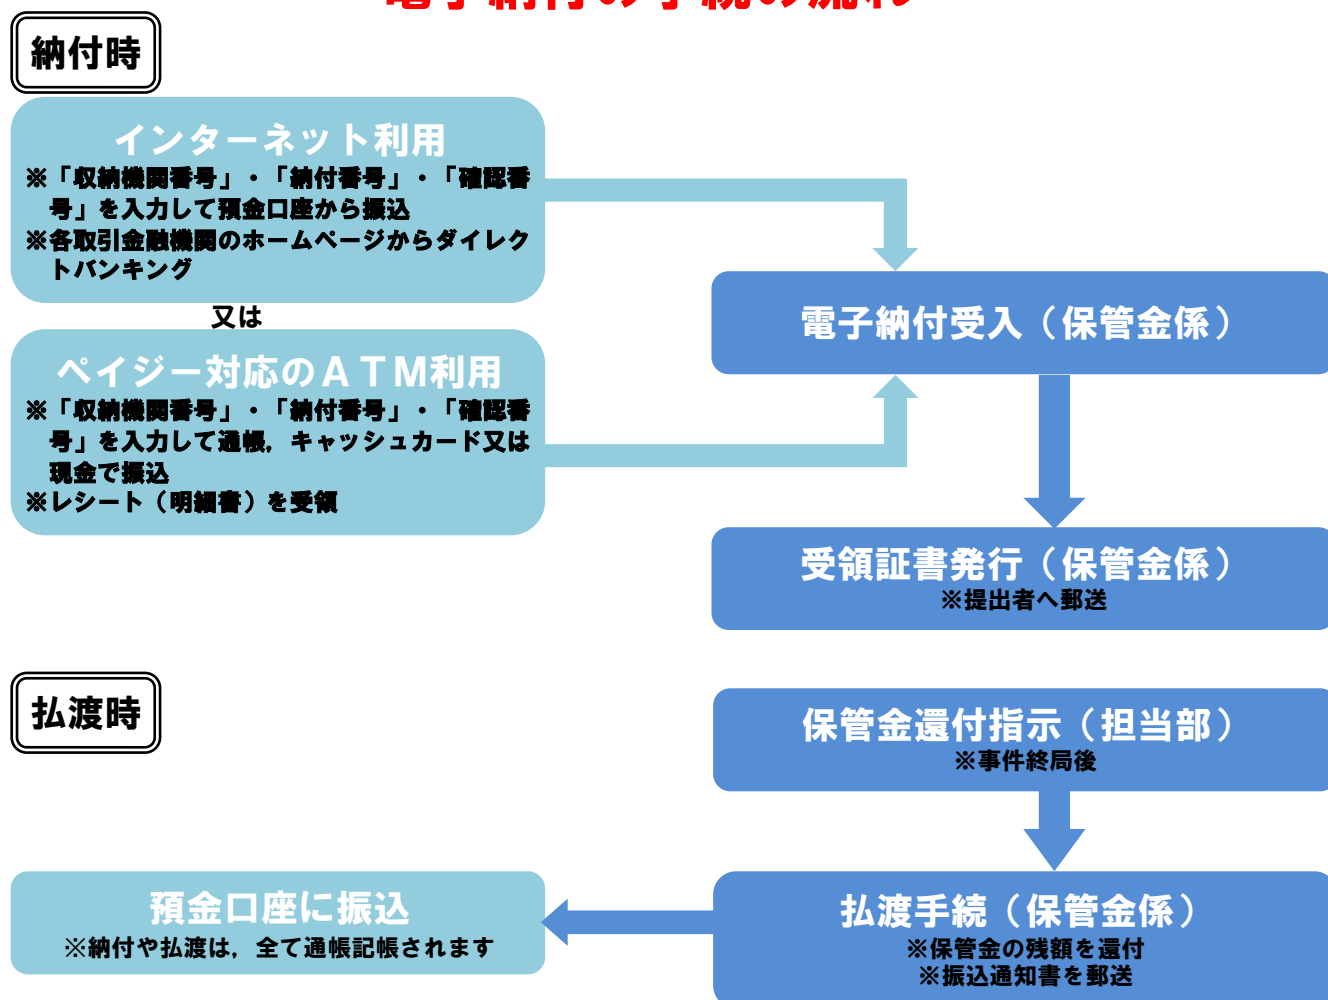 電子納付の手続の流れ
納付時
インターネット利用
※「収納機関番号」・「納付番号」・「確認番
号」を入力して預金口座から振込
※各取引金融機関のホームページからダイレク
トバンキング
又は
ペイジー対応のＡＴＭ利用
※「収納機関番号」・「納付番号」・「確認番
号」を入力して通帳，キャッシュカード又は
現金で振込
※レシート（明細書）を受領
電子納付受入（保管金係）
受領証書発行（保管金係）
※提出者へ郵送
払渡時
保管金還付指示（担当部）
※事件終局後
払渡手続（保管金係）
※保管金の残額を還付
※振込通知書を郵送
預金口座に振込
※納付や払渡は，全て通帳記帳されます